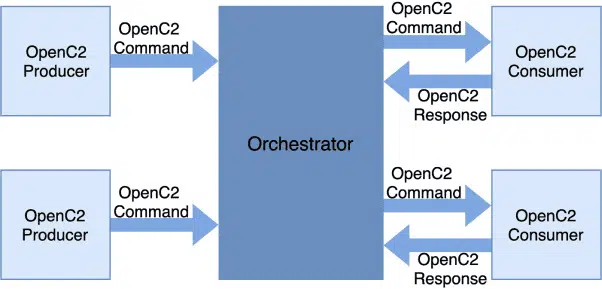 OpenC2
Producer
OpenC2
Command
Orchestrator
OpenC2
Command
OpenC2
Response
OpenC2
Consumer
OpenC2
Producer
OpenC2
Command
OpenC2
Command
OpenC2
Response
OpenC2
Consumer